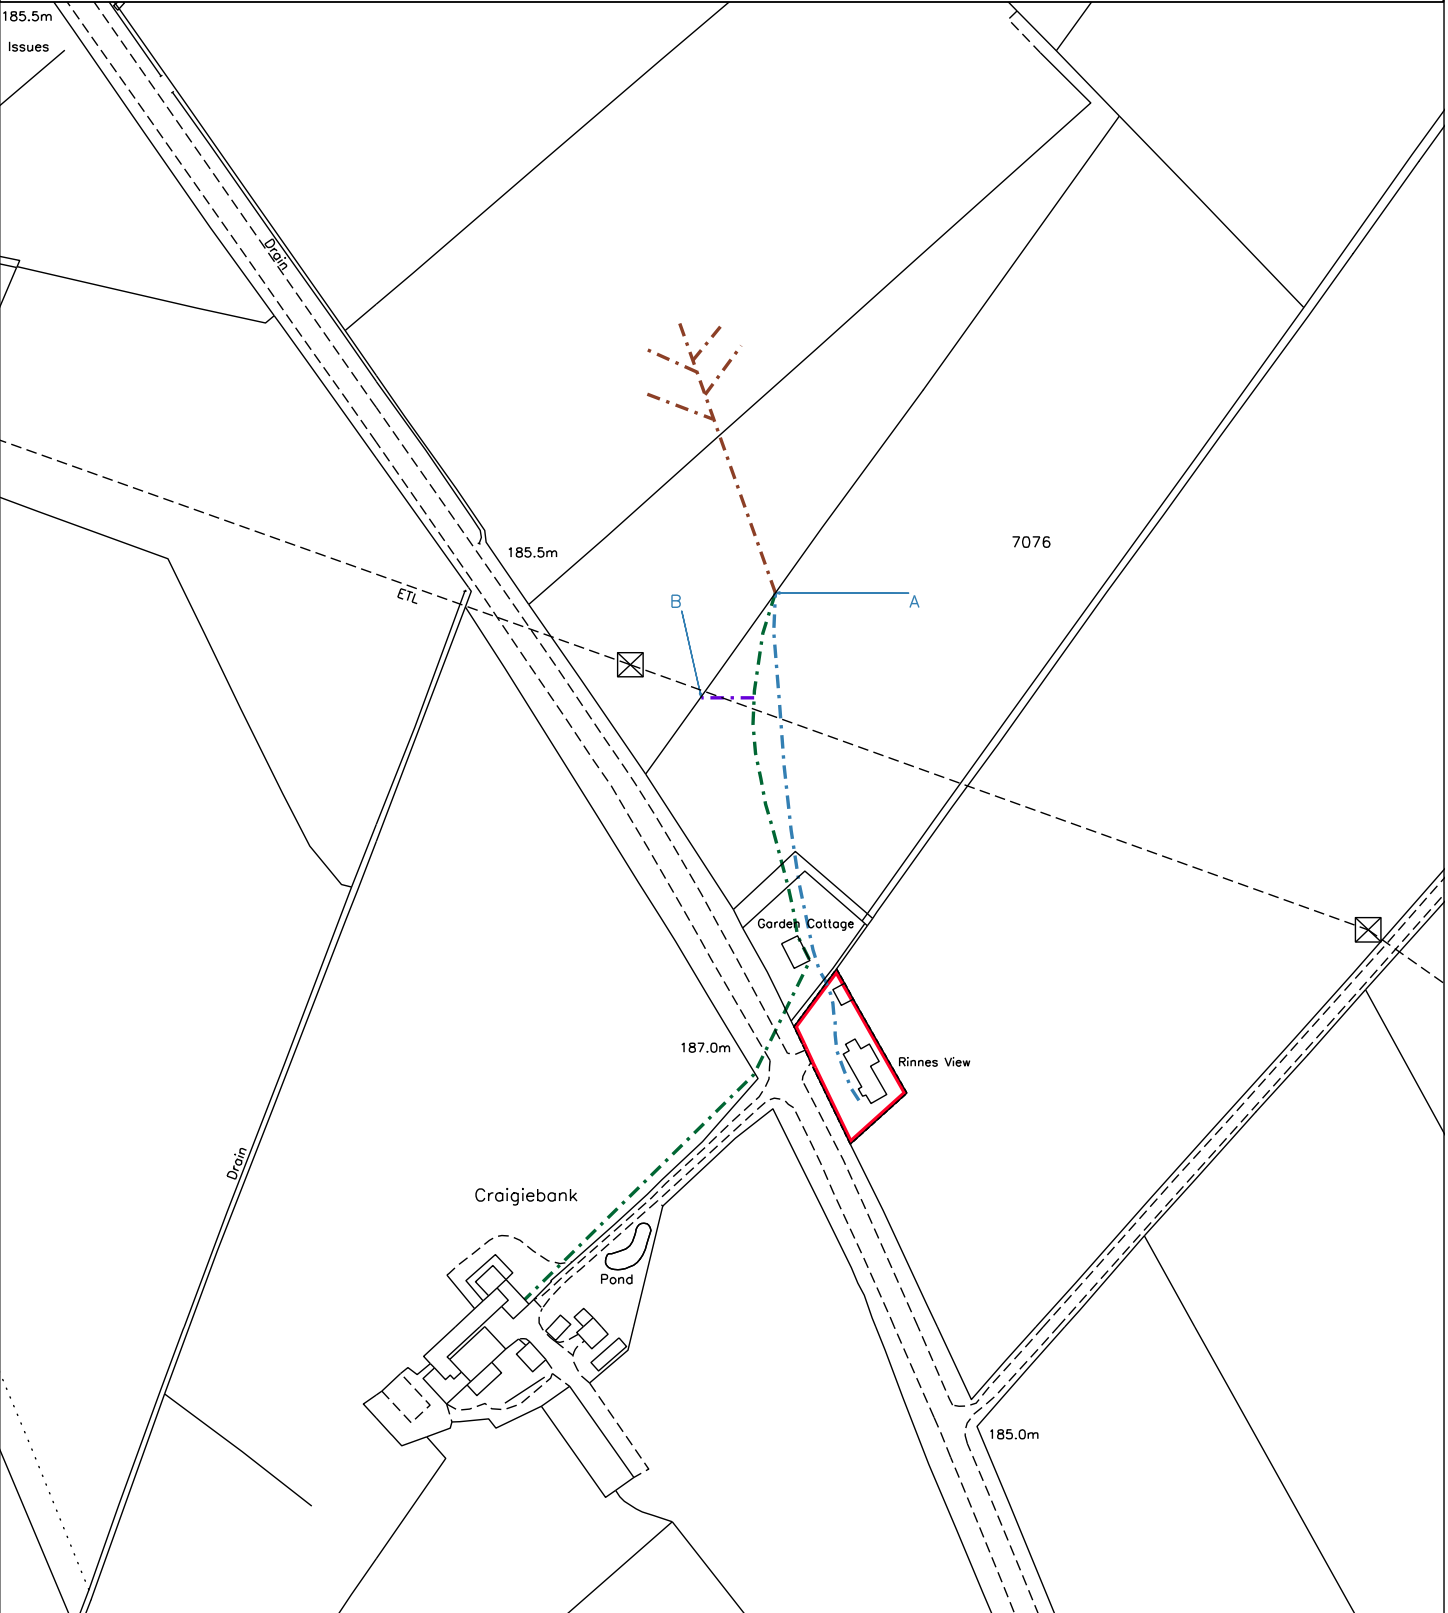 185.5m
Issues
Drain
185.5m
7076
ETL
B
A
Garden Cottage
187.0m
Rinnes View
Drain
Craigiebank
Pond
185.0m